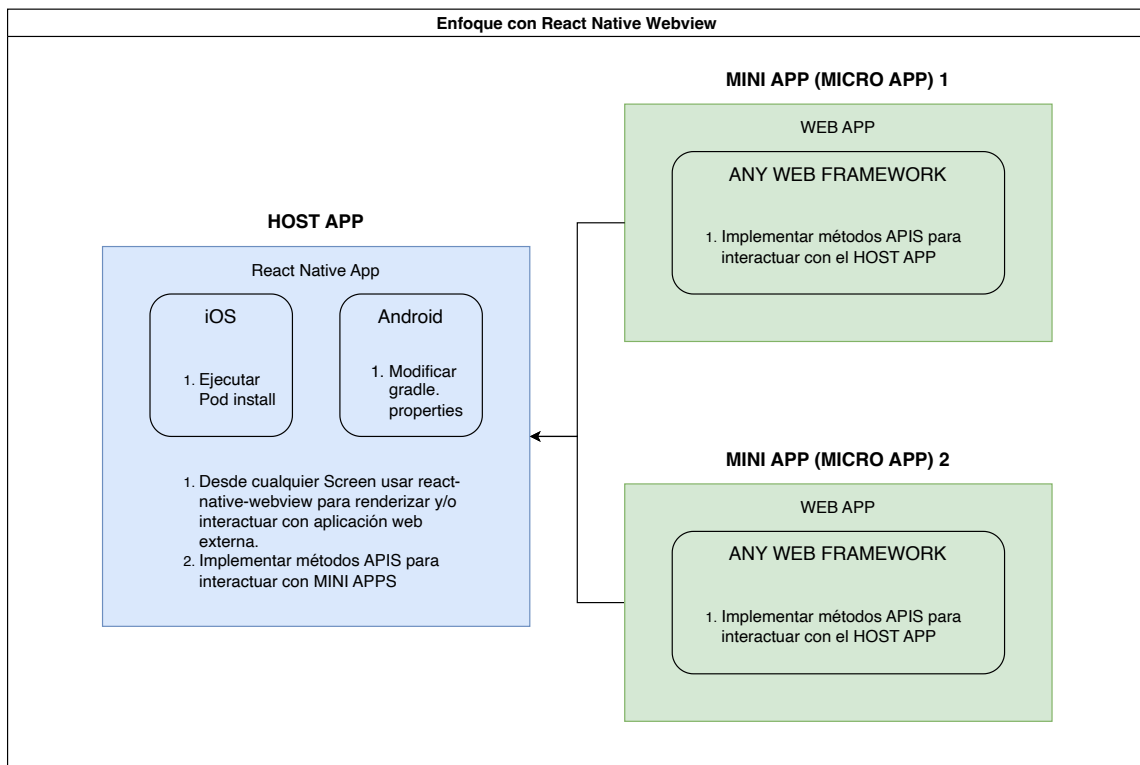 Enfoque con React Native Webview
MINI APP (MICRO APP) 1
WEB APP
ANY WEB FRAMEWORK
1. Implementar métodos APIS para
interactuar con el HOST APP
HOST APP
React Native App
iOS
1. Ejecutar
Pod install
Android
1. Modificar
gradle.
properties
1. Desde cualquier Screen usar react-
native-webview para renderizar y/o
interactuar con aplicación web
externa.
2. Implementar métodos APIS para
interactuar con MINI APPS
MINI APP (MICRO APP) 2
WEB APP
ANY WEB FRAMEWORK
1. Implementar métodos APIS para
interactuar con el HOST APP